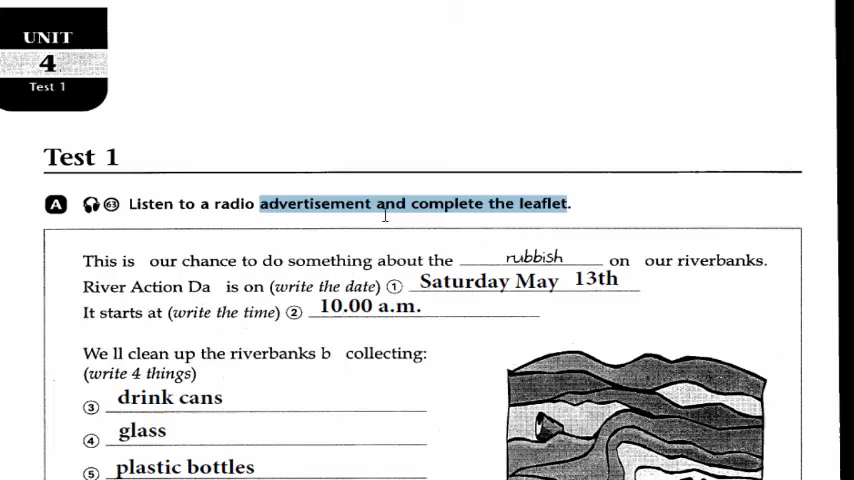 UNIT
4
Test 1
Test 1
A 63 Listen to a radio advertisement and complete the leaflet.
This is our chance to do something about the rubbish on our riverbanks.
River Action Da is on (write the date) ① Saturday May 13th
It starts at (write the time) ② 10.00 a.m.
We ll clean up the riverbanks b collecting:
(write 4 things)
③ drink cans
④ glass
⑤ plastic bottles